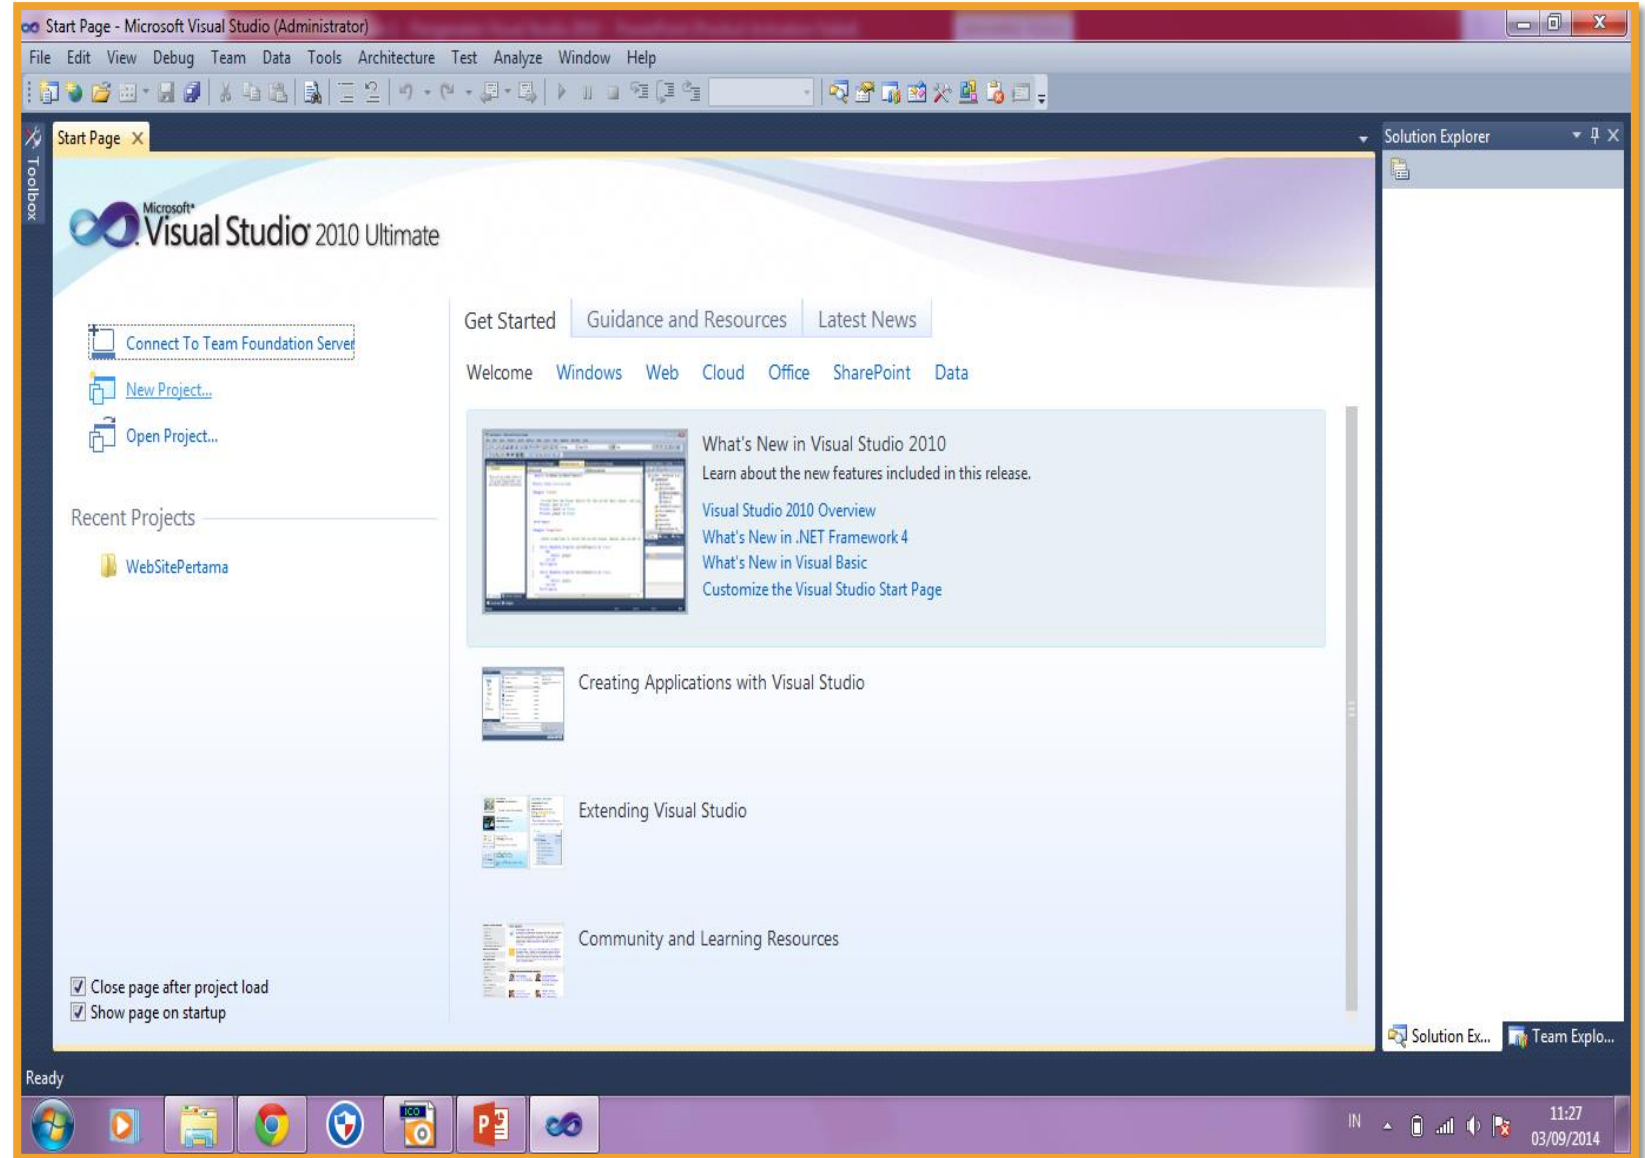 Start Page - Microsoft Visual Studio (Administrator)
File Edit View Debug Team Data Tools Architecture Test Analyze Window Help
Toolbox
Start Page
Solution Explorer
Microsoft
Visual Studio 2010 Ultimate
Connect To Team Foundation Server
New Project...
Open Project...
Recent Projects
WebSitePertama
Get Started Guidance and Resources Latest News
Welcome Windows Web Cloud Office SharePoint Data
What's New in Visual Studio 2010
Learn about the new features included in this release.
Visual Studio 2010 Overview
What's New in .NET Framework 4
What's New in Visual Basic
Customize the Visual Studio Start Page
Creating Applications with Visual Studio
Extending Visual Studio
Community and Learning Resources
Close page after project load
Show page on startup
Solution Ex... Team Explo...
Ready
ICO
P
IN
11:27
03/09/2014